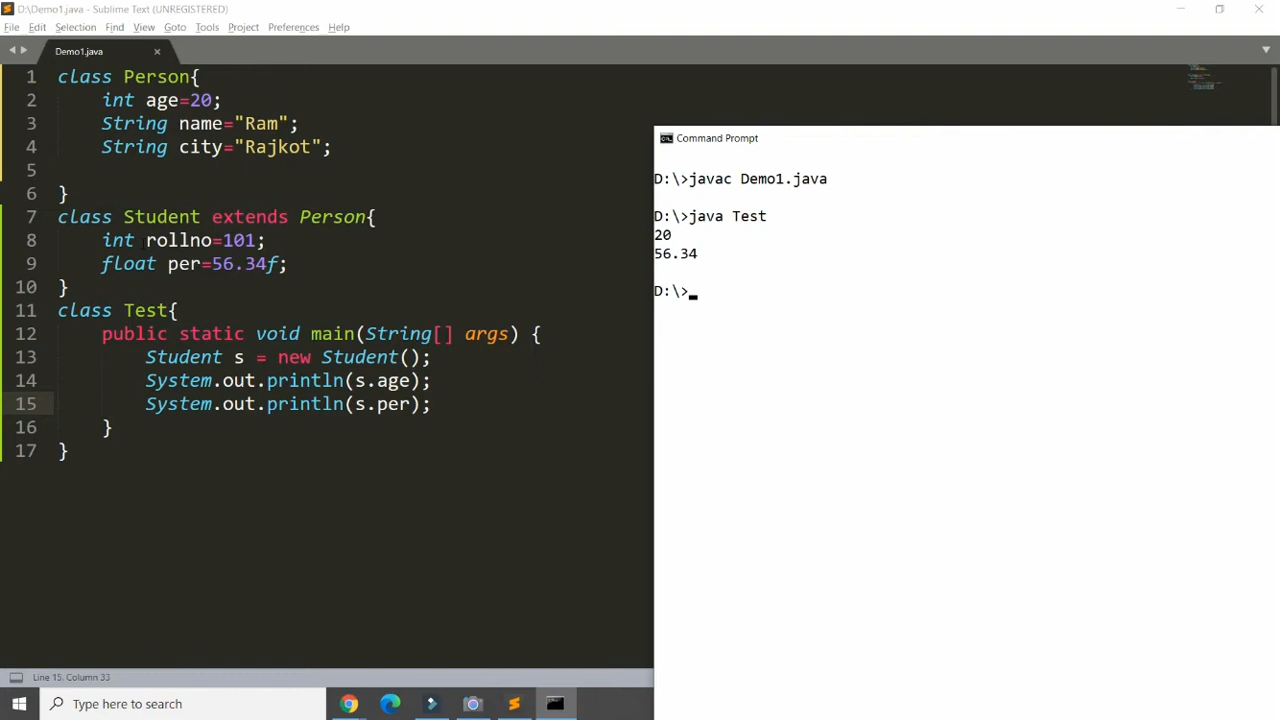 D:\Demo1.java - Sublime Text (UNREGISTERED)
File Edit Selection Find View Goto Tools Project Preferences Help
Demo1.java ×
1 class Person{
2     int age=20;
3     String name="Ram";
4     String city="Rajkot";
5
6 }
7 class Student extends Person{
8     int rollno=101;
9     float per=56.34f;
10 }
11 class Test{
12     public static void main(String[] args) {
13         Student s = new Student();
14         System.out.println(s.age);
15         System.out.println(s.per);
16     }
17 }
Command Prompt
D:\>javac Demo1.java
D:\>java Test
20
56.34
D:\>
Line 15, Column 33
Type here to search